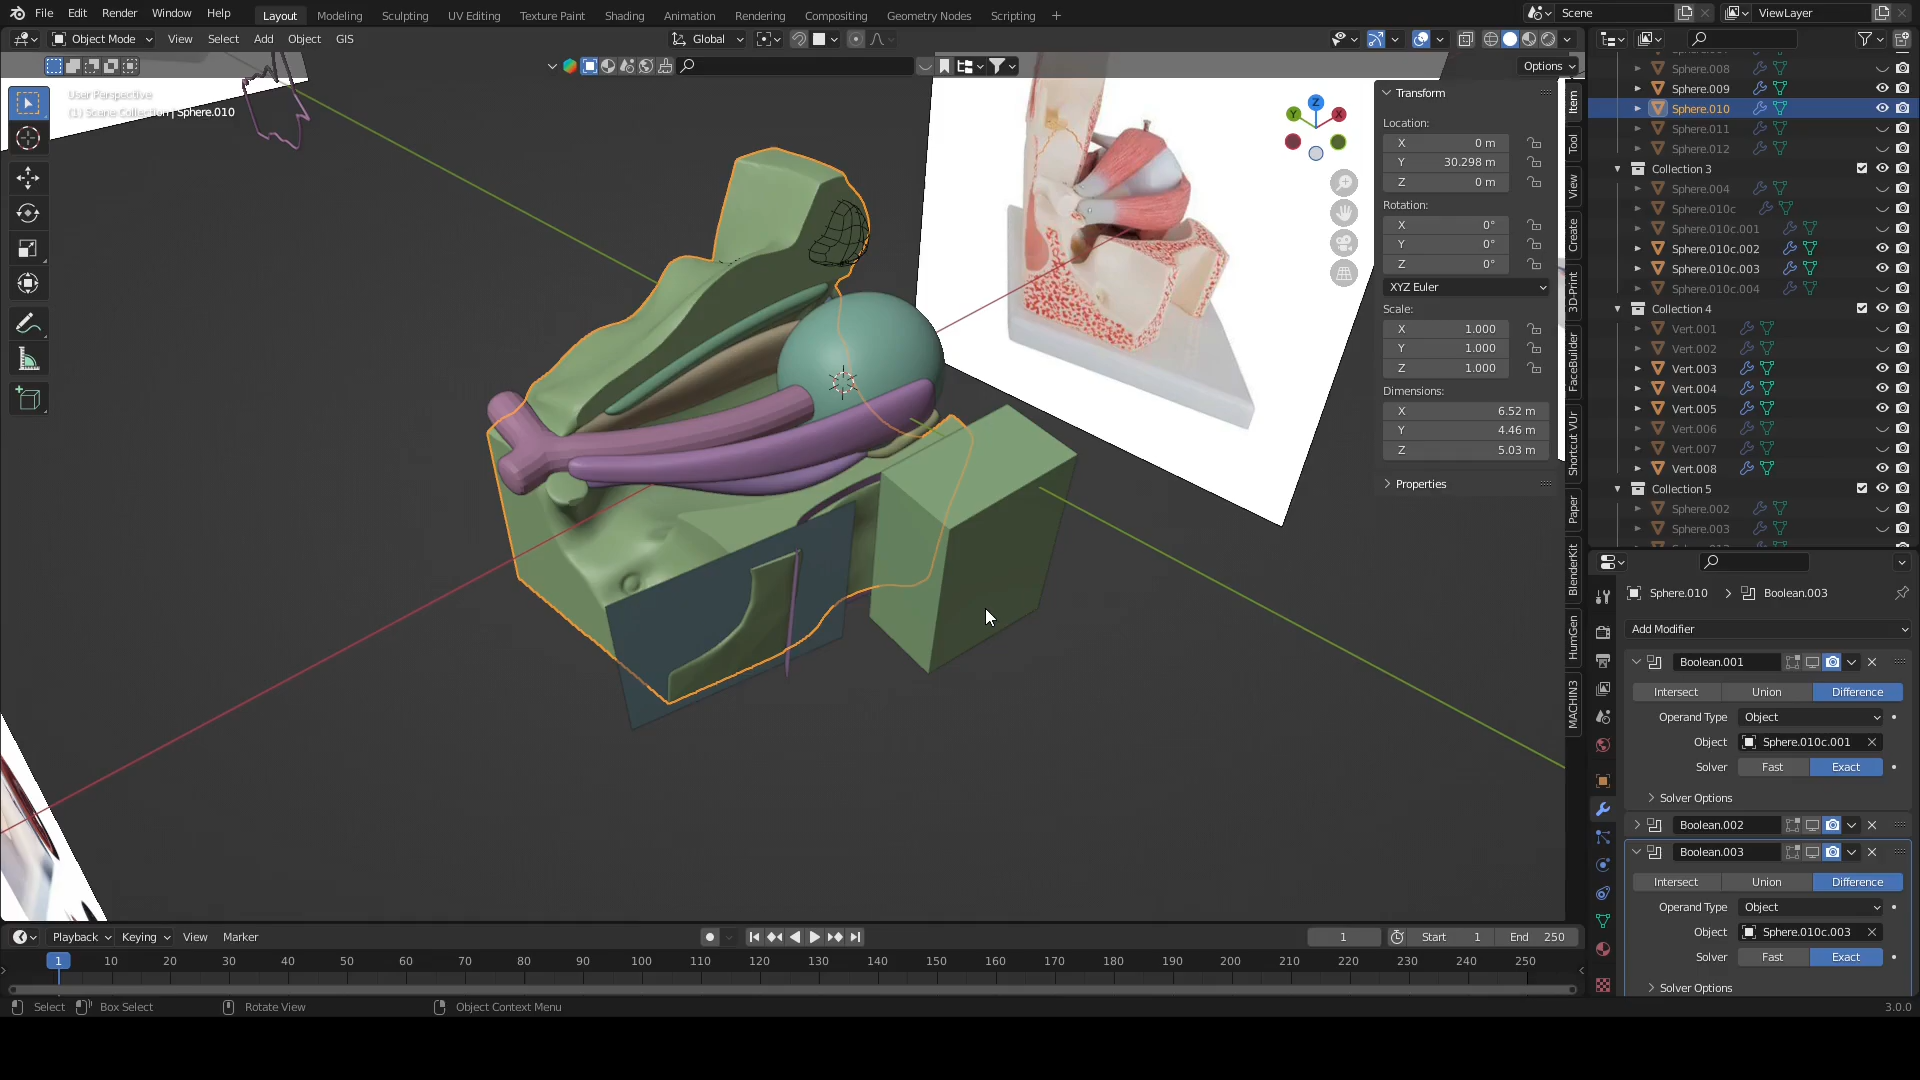 File Edit Render Window Help Layout Modeling Sculpting UV Editing Texture Paint Shading Animation Rendering Compositing Geometry Nodes Scripting + Scene ViewLayer
Object Mode View Select Add Object GIS Global
Options
User Perspective
(1) Scene Collection | Sphere.010
Transform
Location:
X 0 m
Y 30.298 m
Z 0 m
Rotation:
X 0°
Y 0°
Z 0°
XYZ Euler
Scale:
X 1.000
Y 1.000
Z 1.000
Dimensions:
X 6.52 m
Y 4.46 m
Z 5.03 m
Properties
Z
Y
X
Item
Tool
View
Create
3D-Print
FaceBuilder
Shortcut VUr
Paper
BlenderKit
HumGen
MACHIN3
Sphere.008
Sphere.009
Sphere.010
Sphere.011
Sphere.012
Collection 3
Sphere.004
Sphere.010c
Sphere.010c.001
Sphere.010c.002
Sphere.010c.003
Sphere.010c.004
Collection 4
Vert.001
Vert.002
Vert.003
Vert.004
Vert.005
Vert.006
Vert.007
Vert.008
Collection 5
Sphere.002
Sphere.003
Sphere.010 > Boolean.003
Add Modifier
Boolean.001
Intersect Union Difference
Operand Type Object
Object Sphere.010c.001
Solver Fast Exact
Solver Options
Boolean.002
Boolean.003
Intersect Union Difference
Operand Type Object
Object Sphere.010c.003
Solver Fast Exact
Solver Options
Playback Keying View Marker 1 Start 1 End 250
1 10 20 30 40 50 60 70 80 90 100 110 120 130 140 150 160 170 180 190 200 210 220 230 240 250
Select Box Select Rotate View Object Context Menu 3.0.0